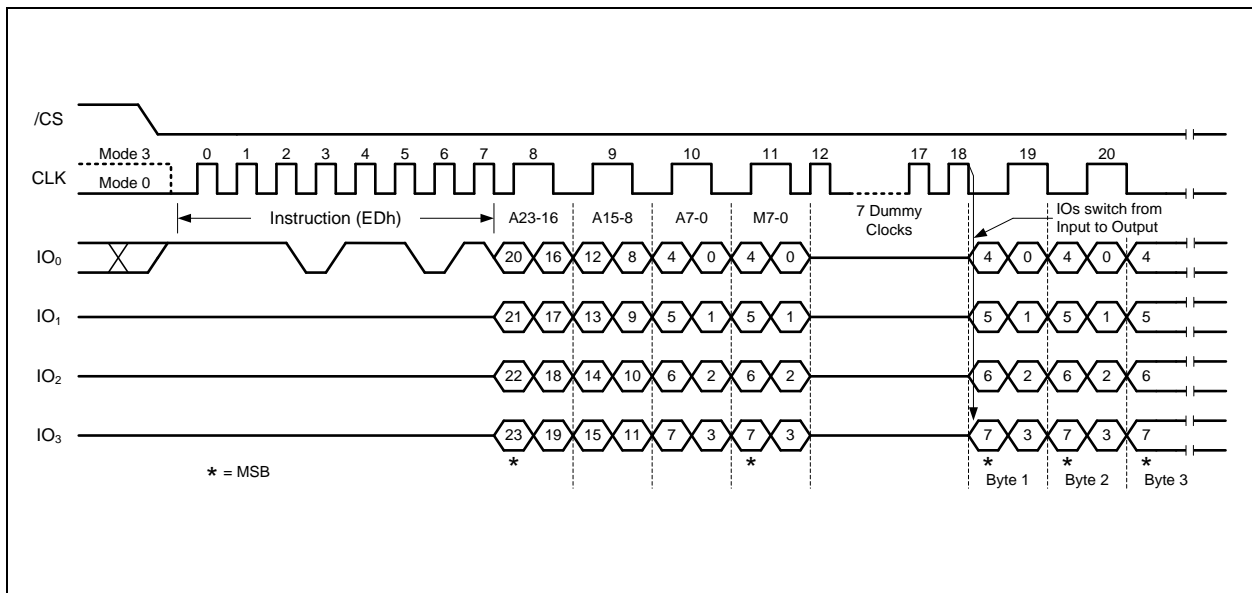 /CS
Mode 3 0 1 2 3 4 5 6 7 8 9 10 11 12 17 18 19 20
CLK
Mode 0
Instruction (EDh) A23-16 A15-8 A7-0 M7-0 7 Dummy Clocks IOs switch from Input to Output
IO₀ 20 16 12 8 4 0 4 0 4 0 4 0 4
IO₁ 21 17 13 9 5 1 5 1 5 1 5 1 5
IO₂ 22 18 14 10 6 2 6 2 6 2 6 2 6
IO₃ 23 19 15 11 7 3 7 3 7 3 7 3 7
* * * * *
* = MSB
Byte 1 Byte 2 Byte 3